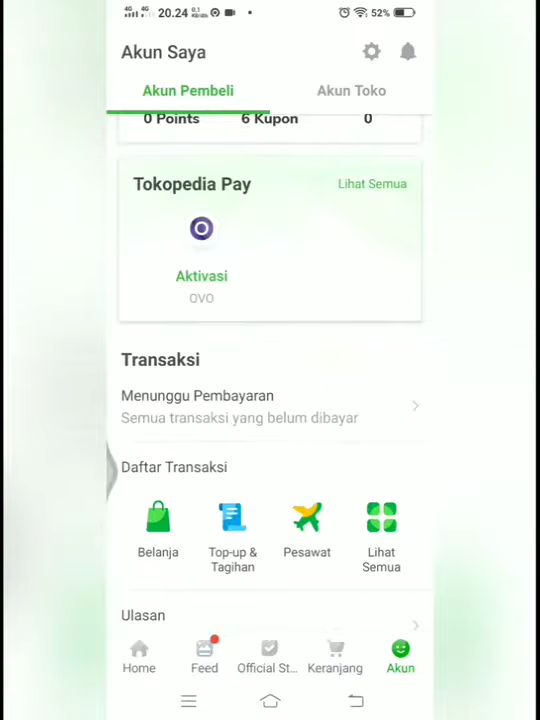 4G 4G 20.24 52%
Akun Saya
Akun Pembeli Akun Toko
0 Points 6 Kupon 0
Tokopedia Pay Lihat Semua
Aktivasi
OVO
Transaksi
Menunggu Pembayaran
Semua transaksi yang belum dibayar
Daftar Transaksi
Belanja Top-up & Pesawat Lihat
Tagihan Semua
Ulasan
Home Feed Official St... Keranjang Akun